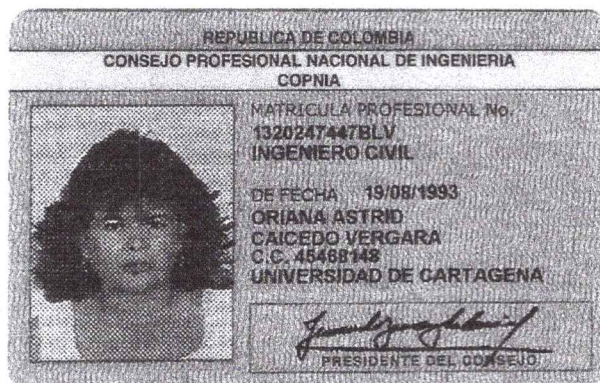 REPUBLICA DE COLOMBIA
CONSEJO PROFESIONAL NACIONAL DE INGENIERIA
COPNIA
MATRICULA PROFESIONAL No.
1320247447BLV
INGENIERO CIVIL
DE FECHA 19/08/1993
ORIANA ASTRID
CAICEDO VERGARA
C.C. 45468148
UNIVERSIDAD DE CARTAGENA
PRESIDENTE DEL CONSEJO